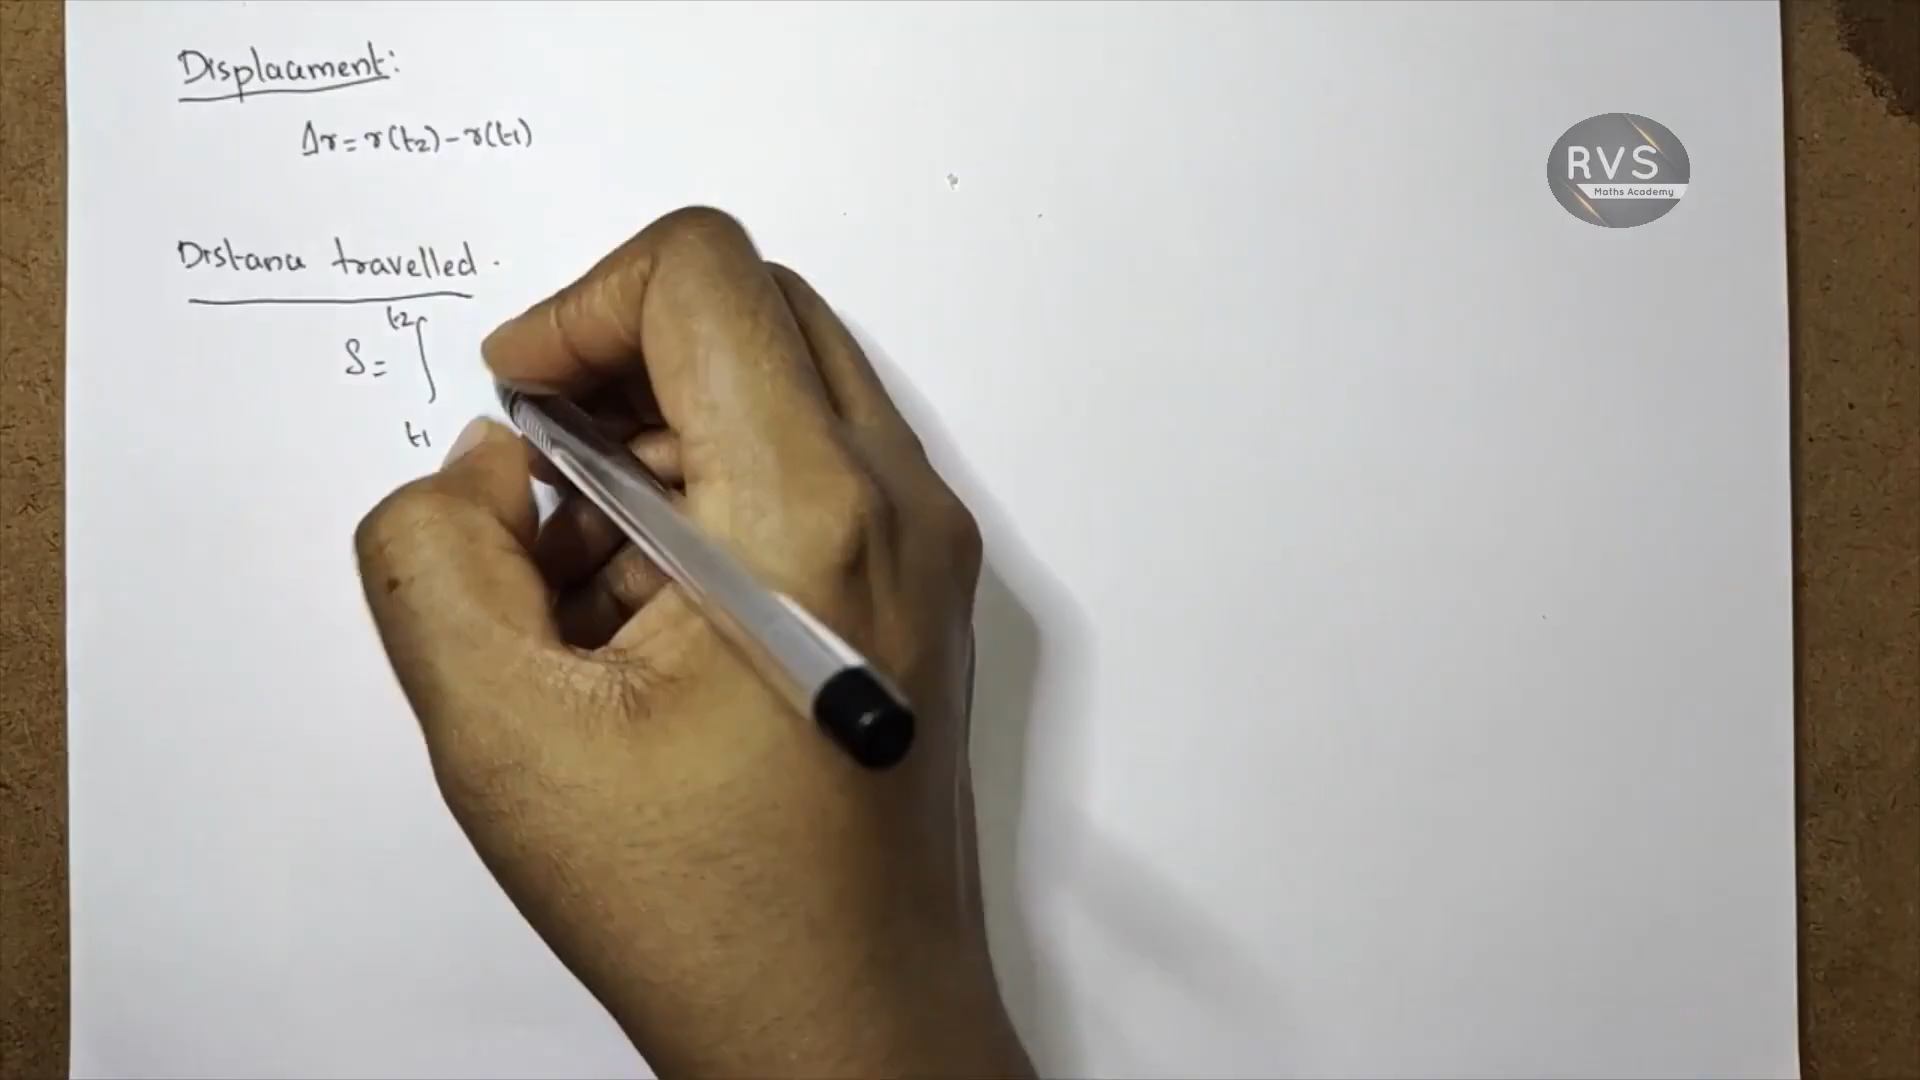 Displacement:
Δr = r(t2) - r(t1)
RVS
Maths Academy
Distance travelled.
t2
S = ∫
t1